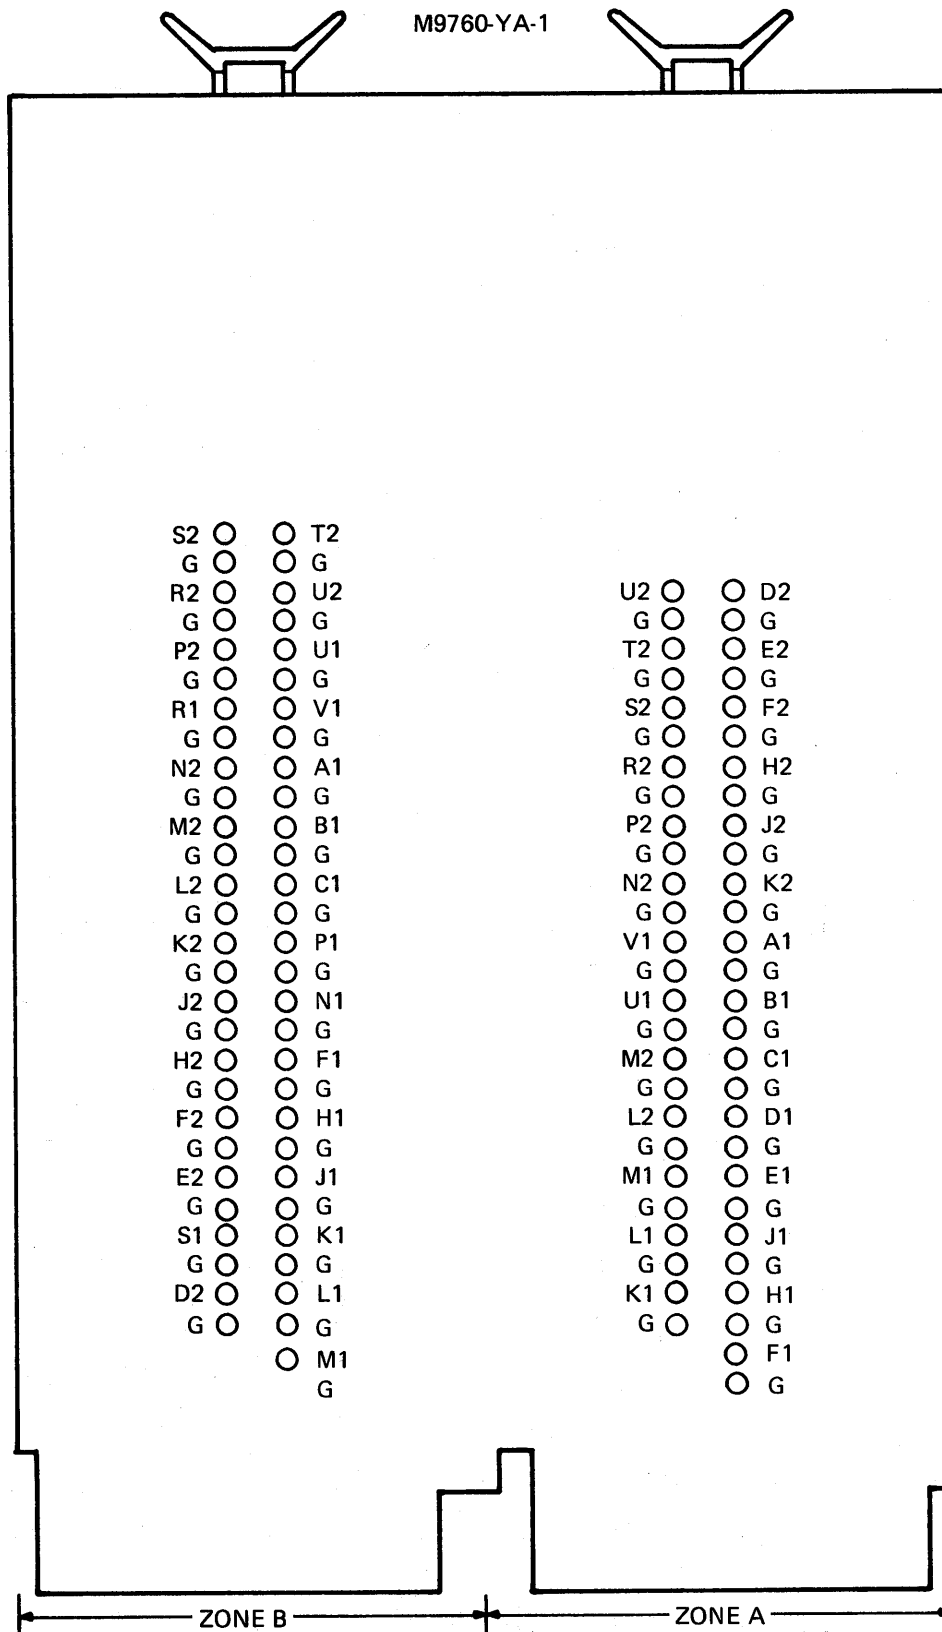 M9760-YA-1
S2 T2
G G
R2 U2 U2 D2
G G G G
P2 U1 T2 E2
G G G G
R1 V1 S2 F2
G G G G
N2 A1 R2 H2
G G G G
M2 B1 P2 J2
G G G G
L2 C1 N2 K2
G G G G
K2 P1 V1 A1
G G G G
J2 N1 U1 B1
G G G G
H2 F1 M2 C1
G G G G
F2 H1 L2 D1
G G G G
E2 J1 M1 E1
G G G G
S1 K1 L1 J1
G G G G
D2 L1 K1 H1
G G G G
M1 F1
G G
ZONE B ZONE A